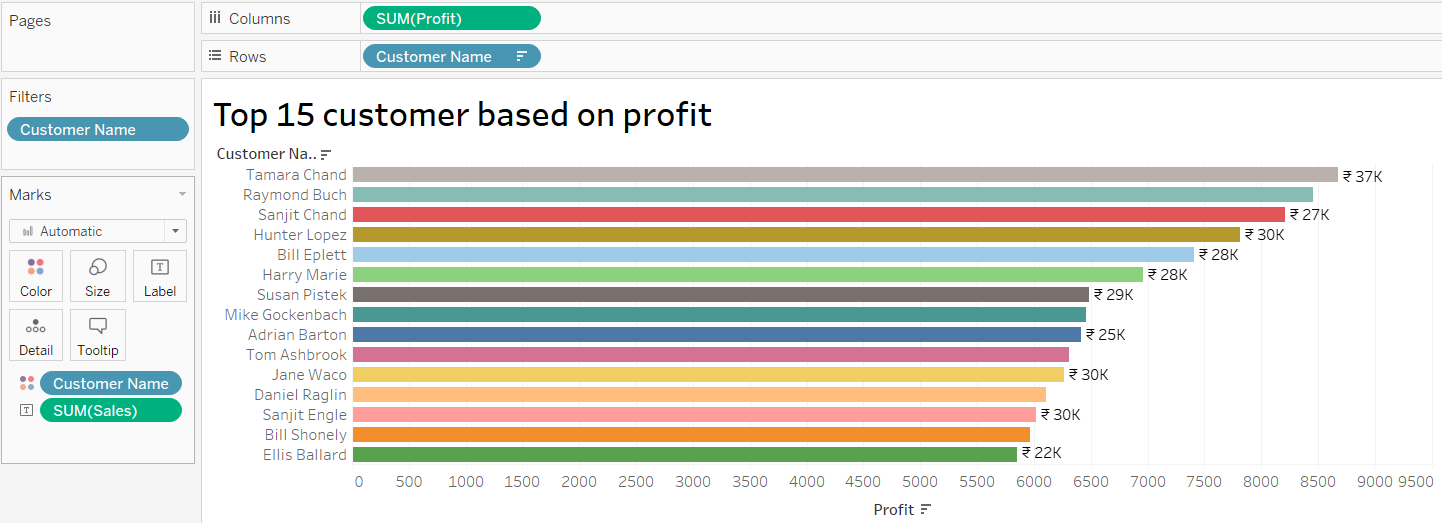 Pages
Columns
SUM(Profit)
Rows
Customer Name
Filters
Customer Name
Marks
Automatic
Color Size Label
T
Detail Tooltip
Customer Name
T SUM(Sales)
Top 15 customer based on profit
Customer Na..
Tamara Chand ₹ 37K
Raymond Buch
Sanjit Chand ₹ 27K
Hunter Lopez ₹ 30K
Bill Eplett ₹ 28K
Harry Marie ₹ 28K
Susan Pistek ₹ 29K
Mike Gockenbach
Adrian Barton ₹ 25K
Tom Ashbrook
Jane Waco ₹ 30K
Daniel Raglin
Sanjit Engle ₹ 30K
Bill Shonely
Ellis Ballard ₹ 22K
0 500 1000 1500 2000 2500 3000 3500 4000 4500 5000 5500 6000 6500 7000 7500 8000 8500 9000 9500
Profit